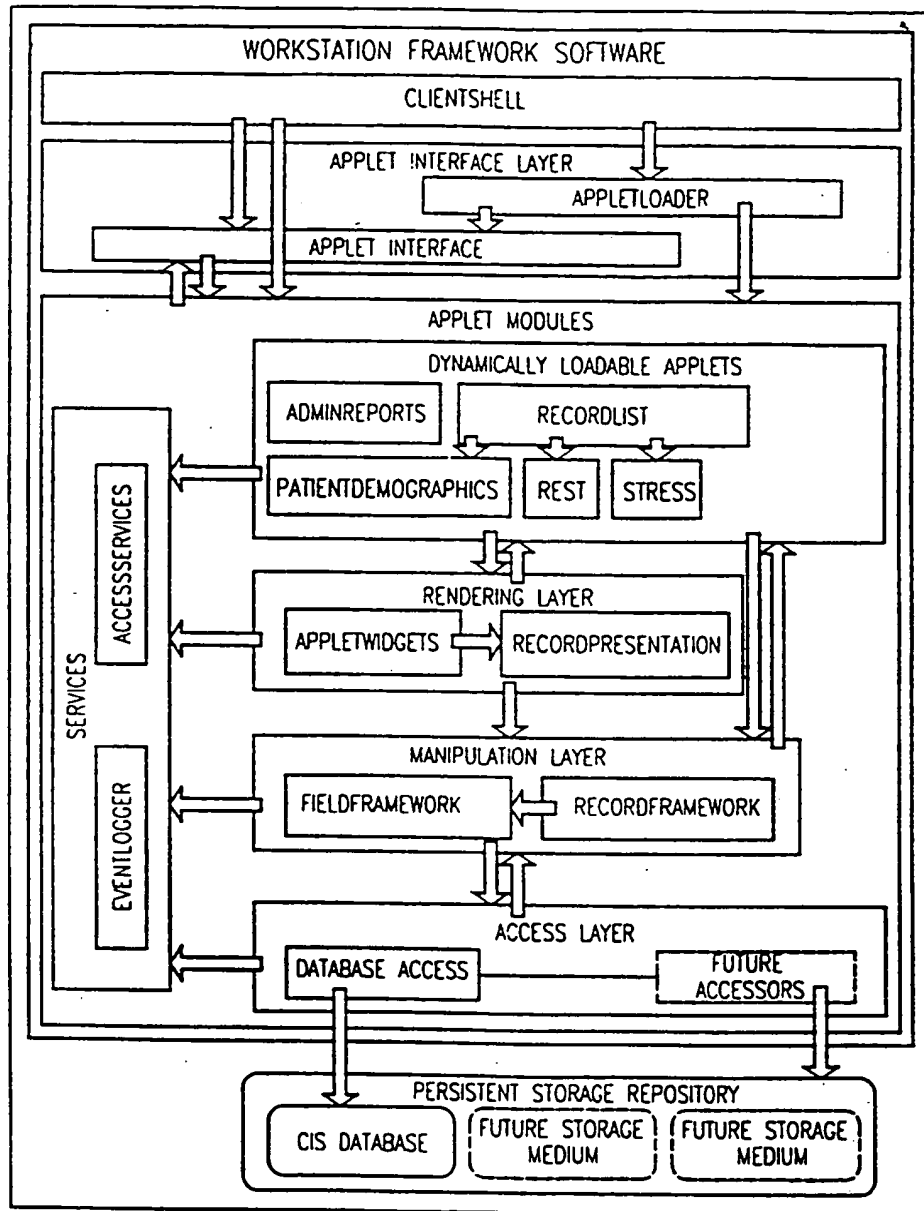 WORKSTATION FRAMEWORK SOFTWARE
CLIENTSHELL
APPLET INTERFACE LAYER
APPLETLOADER
APPLET INTERFACE
APPLET MODULES
DYNAMICALLY LOADABLE APPLETS
ADMINREPORTS
RECORDLIST
PATIENTDEMOGRAPHICS
REST
STRESS
SERVICES
ACCESSSERVICES
EVENTLOGGER
RENDERING LAYER
APPLETWIDGETS
RECORDPRESENTATION
MANIPULATION LAYER
FIELDFRAMEWORK
RECORDFRAMEWORK
ACCESS LAYER
DATABASE ACCESS
FUTURE
ACCESSORS
PERSISTENT STORAGE REPOSITORY
CIS DATABASE
FUTURE STORAGE
MEDIUM
FUTURE STORAGE
MEDIUM